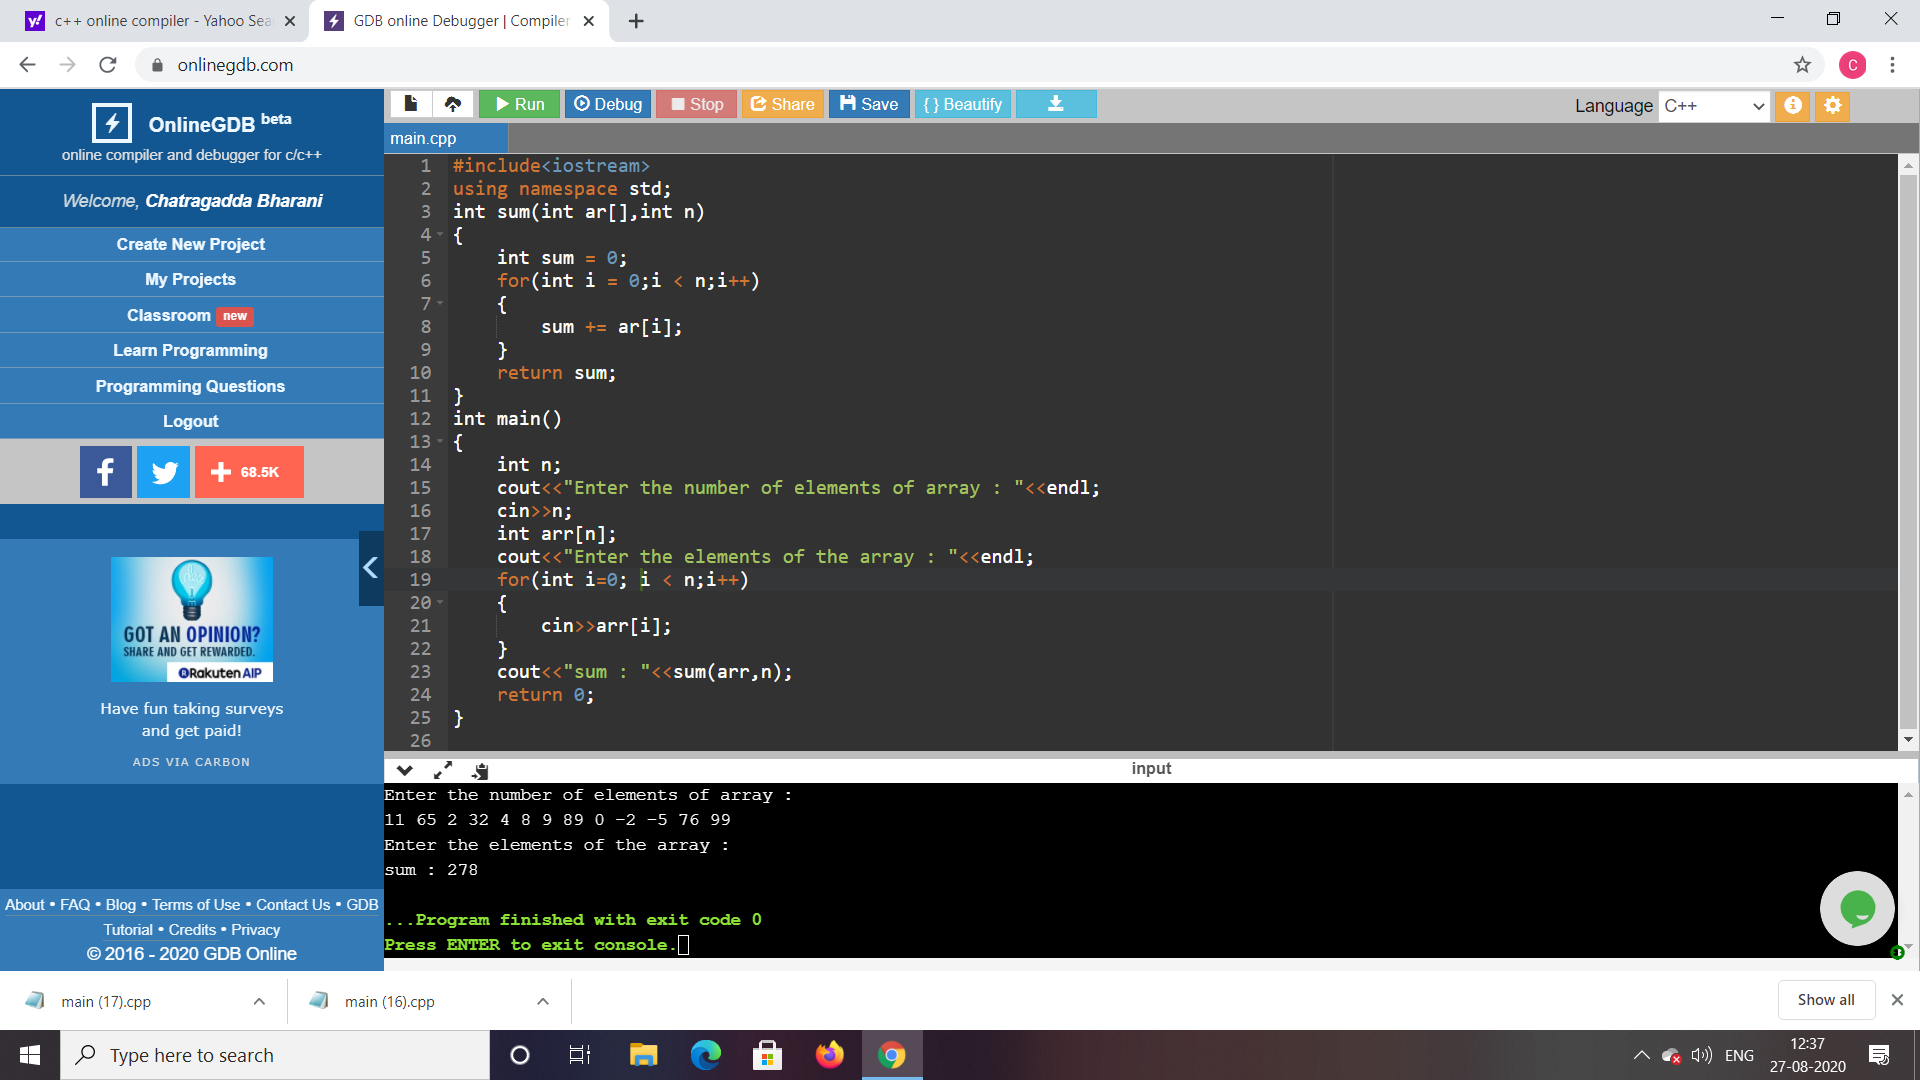 c++ online compiler - Yahoo Sea
GDB online Debugger | Compiler
onlinegdb.com
C
OnlineGDB beta
online compiler and debugger for c/c++
Welcome, Chatragadda Bharani
Create New Project
My Projects
Classroom new
Learn Programming
Programming Questions
Logout
68.5K
GOT AN OPINION?
SHARE AND GET REWARDED.
Rakuten AIP
Have fun taking surveys
and get paid!
ADS VIA CARBON
About • FAQ • Blog • Terms of Use • Contact Us • GDB
Tutorial • Credits • Privacy
© 2016 - 2020 GDB Online
Run Debug Stop Share Save { } Beautify
Language C++
main.cpp
1 #include<iostream>
2 using namespace std;
3 int sum(int ar[],int n)
4 {
5 int sum = 0;
6 for(int i = 0;i < n;i++)
7 {
8 sum += ar[i];
9 }
10 return sum;
11 }
12 int main()
13 {
14 int n;
15 cout<<"Enter the number of elements of array : "<<endl;
16 cin>>n;
17 int arr[n];
18 cout<<"Enter the elements of the array : "<<endl;
19 for(int i=0; i < n;i++)
20 {
21 cin>>arr[i];
22 }
23 cout<<"sum : "<<sum(arr,n);
24 return 0;
25 }
26
input
Enter the number of elements of array :
11 65 2 32 4 8 9 89 0 -2 -5 76 99
Enter the elements of the array :
sum : 278
...Program finished with exit code 0
Press ENTER to exit console.
main (17).cpp
main (16).cpp
Show all
Type here to search
ENG
12:37
27-08-2020